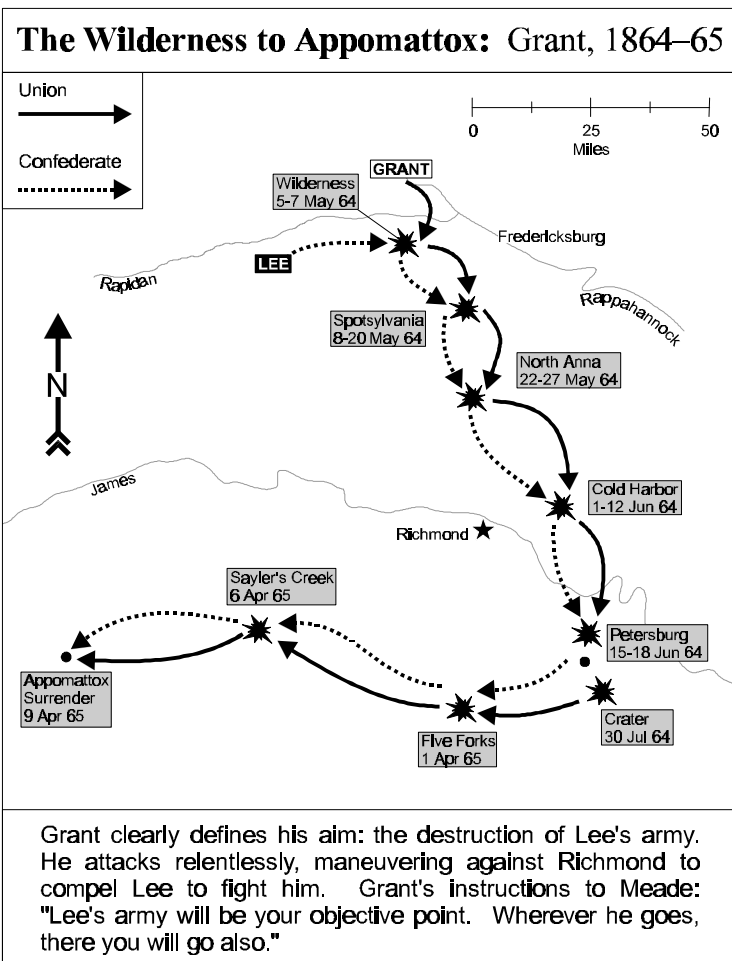 The Wilderness to Appomattox: Grant, 1864–65
Union
Confederate
0 25 50
Miles
GRANT
Wilderness
5-7 May 64
Fredericksburg
LEE
Rapidan
Rappahannock
Spotsylvania
8-20 May 64
North Anna
22-27 May 64
N
James
Cold Harbor
1-12 Jun 64
Richmond
Sayler's Creek
6 Apr 65
Petersburg
15-18 Jun 64
Appomattox
Surrender
9 Apr 65
Crater
30 Jul 64
Five Forks
1 Apr 65
Grant clearly defines his aim: the destruction of Lee's army.
He attacks relentlessly, maneuvering against Richmond to
compel Lee to fight him. Grant's instructions to Meade:
"Lee's army will be your objective point. Wherever he goes,
there you will go also."